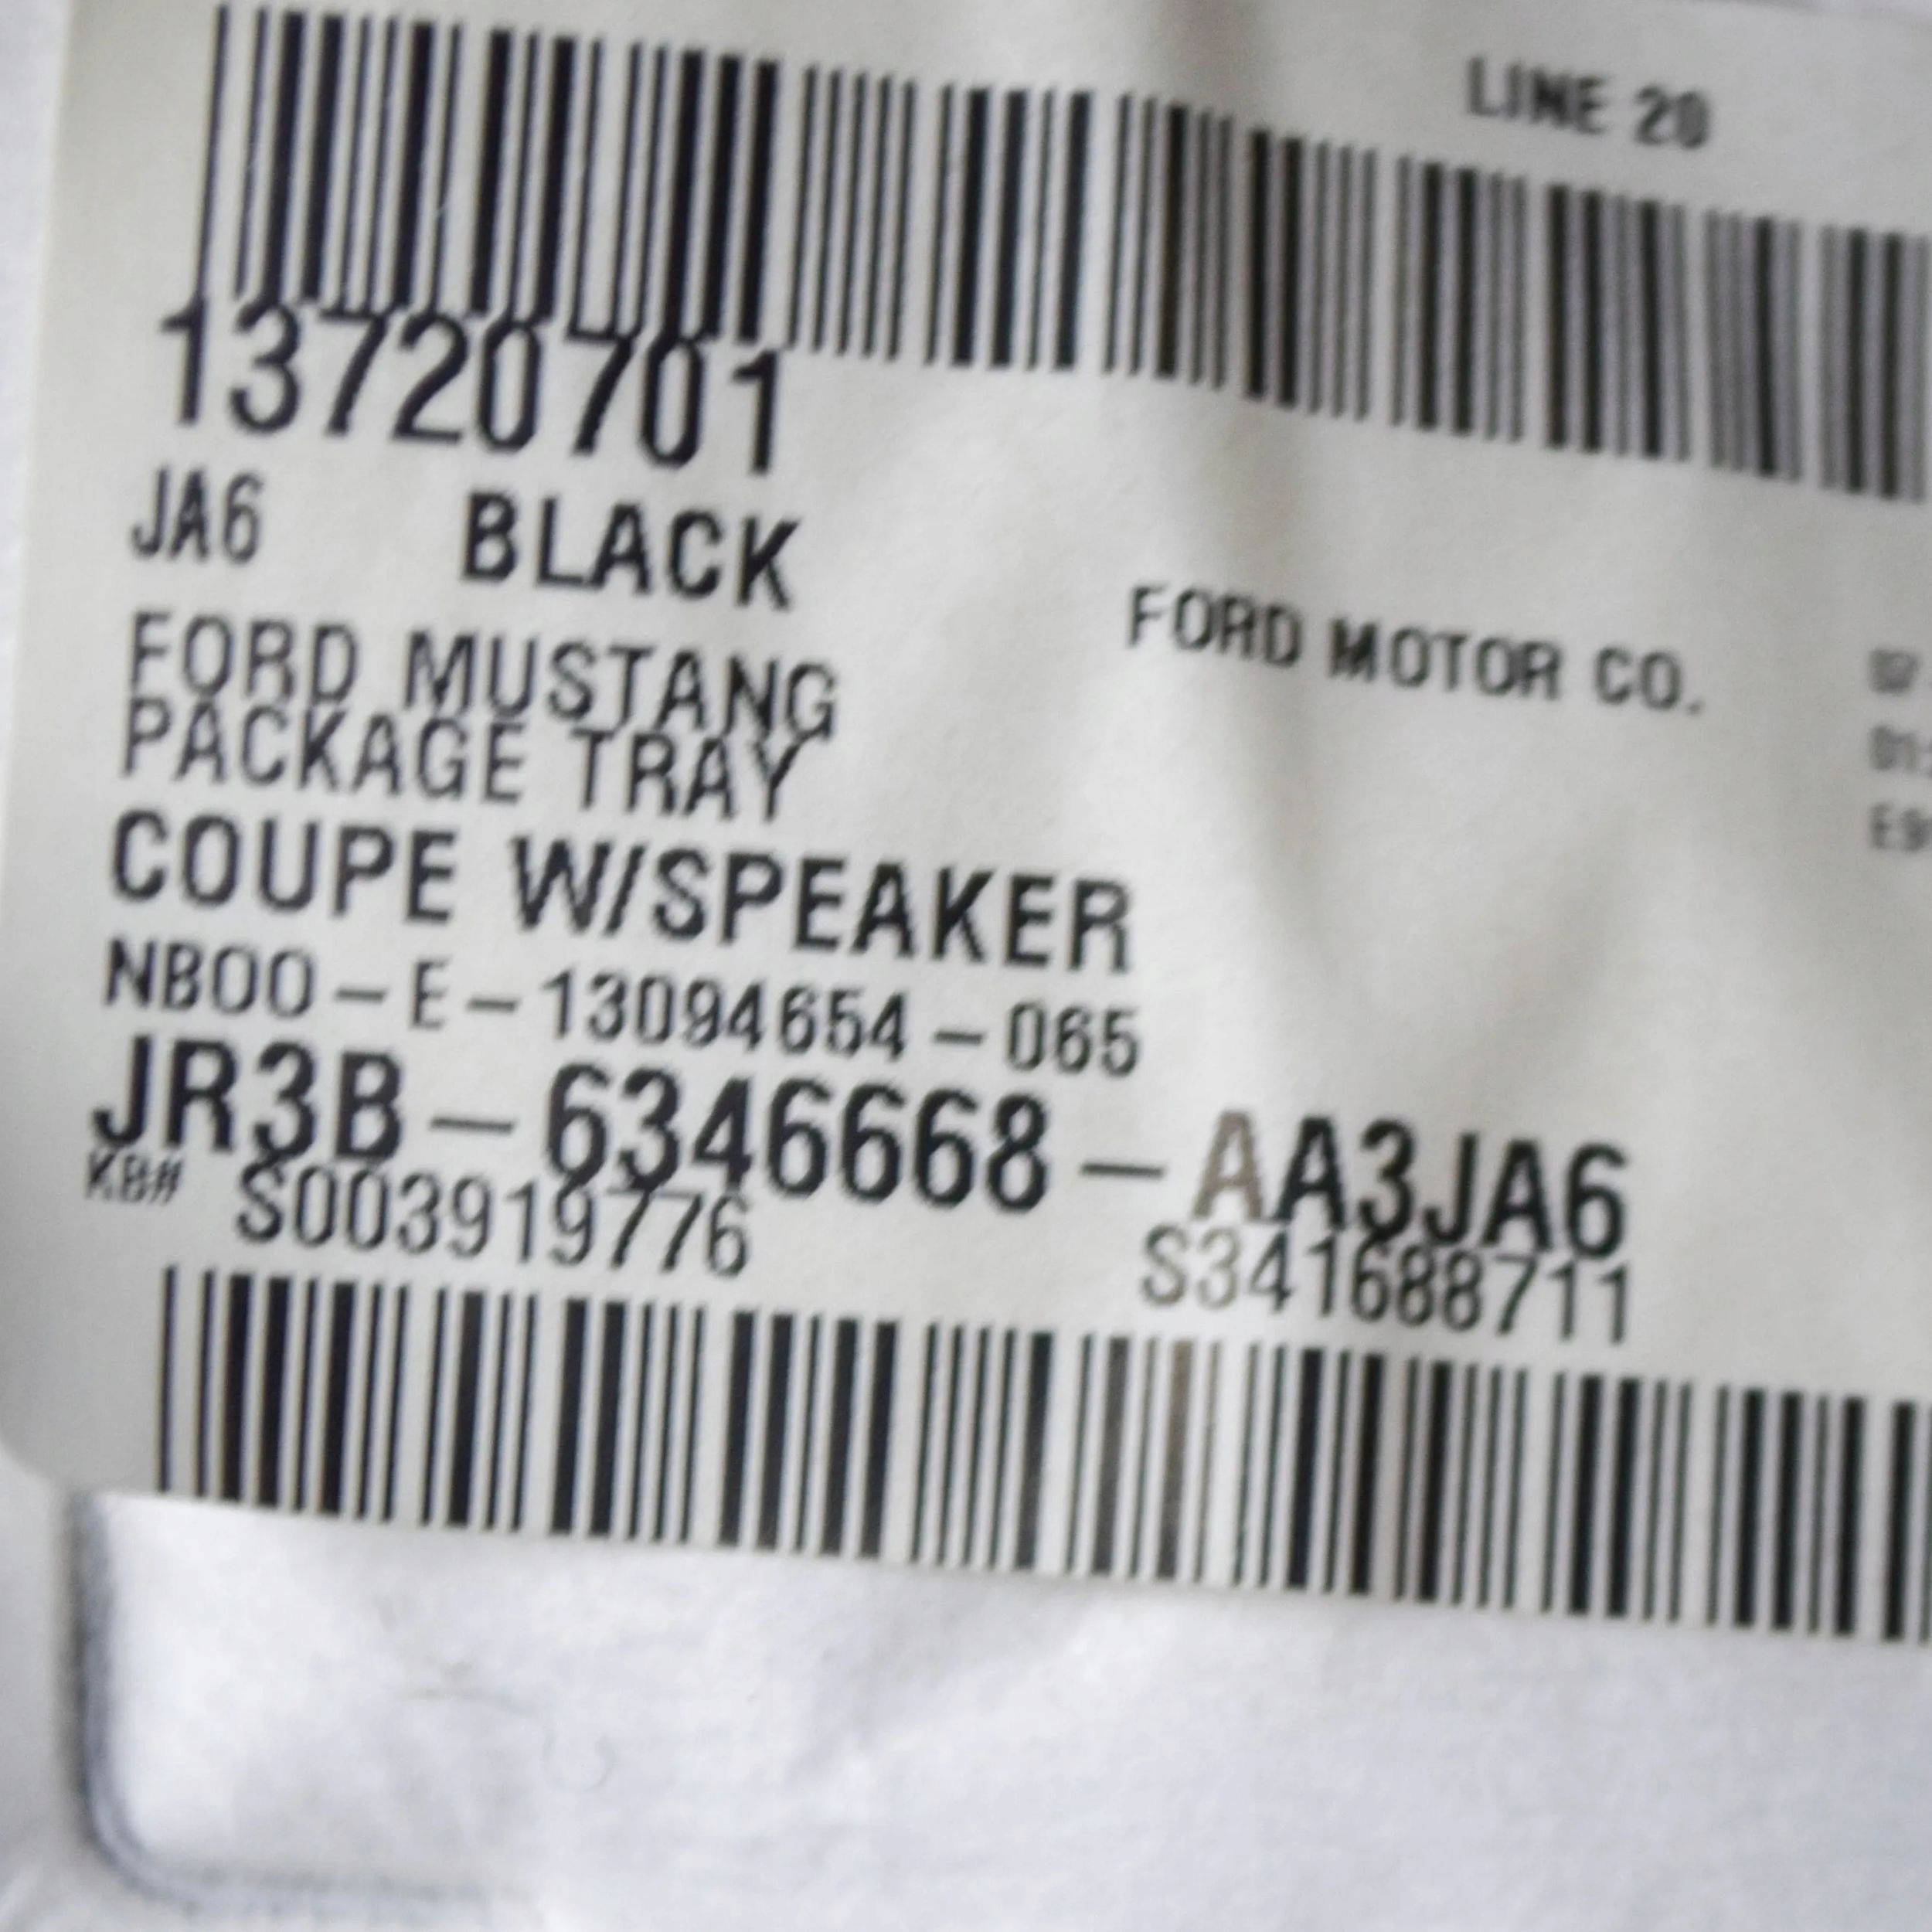 LINE 20
13720701
JA6 BLACK
FORD MUSTANG
FORD MOTOR CO.
PACKAGE TRAY
COUPE W/SPEAKER
NB00-E-13094654-065
JR3B-6346668-AA3JA6
KB# S003919776
S341688711